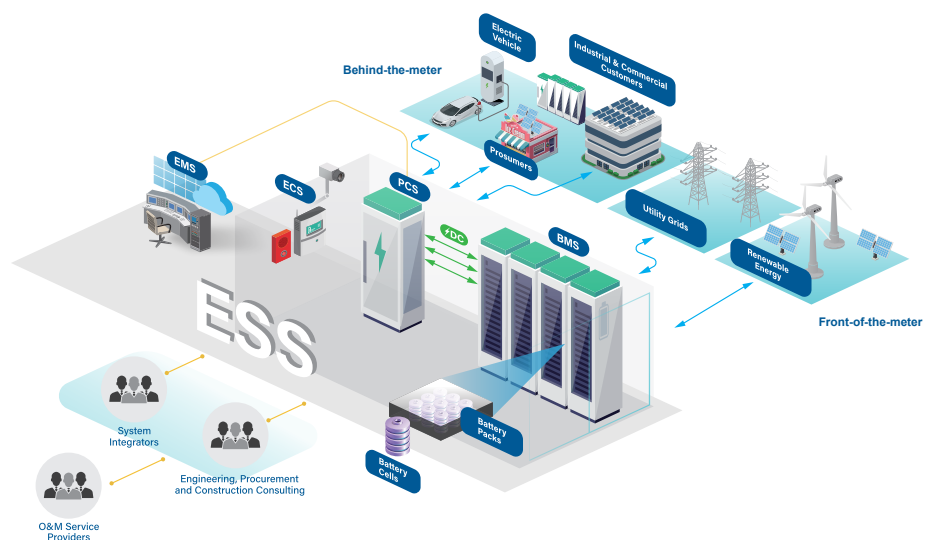 Electric
Vehicle
Industrial & Commercial
Customers
Behind-the-meter
Prosumers
EMS
ECS
PCS
DC
BMS
Utility Grids
Renewable
Energy
Front-of-the-meter
ESS
Battery
Packs
Battery
Cells
System
Integrators
Engineering, Procurement
and Construction Consulting
O&M Service
Providers